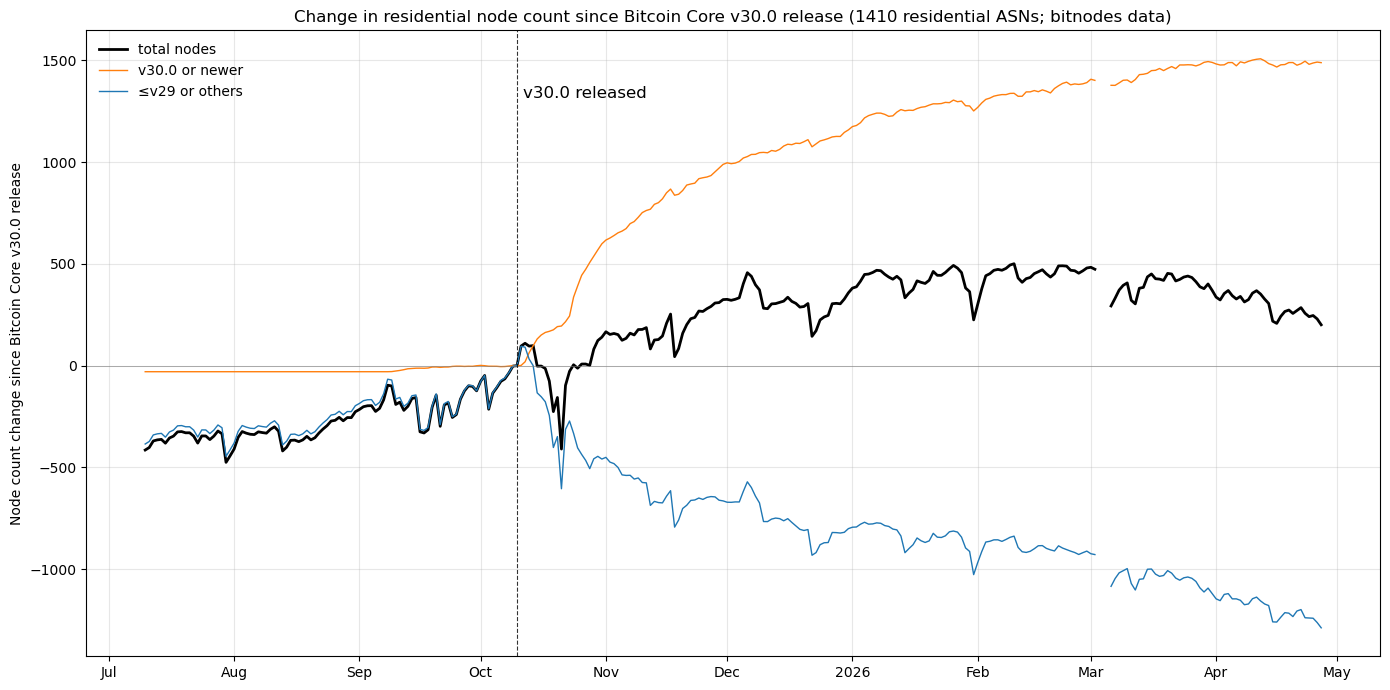 Change in residential node count since Bitcoin Core v30.0 release (1410 residential ASNs; bitnodes data)
total nodes
v30.0 or newer
≤v29 or others
v30.0 released
Node count change since Bitcoin Core v30.0 release
1500
1000
500
0
−500
−1000
Jul Aug Sep Oct Nov Dec 2026 Feb Mar Apr May